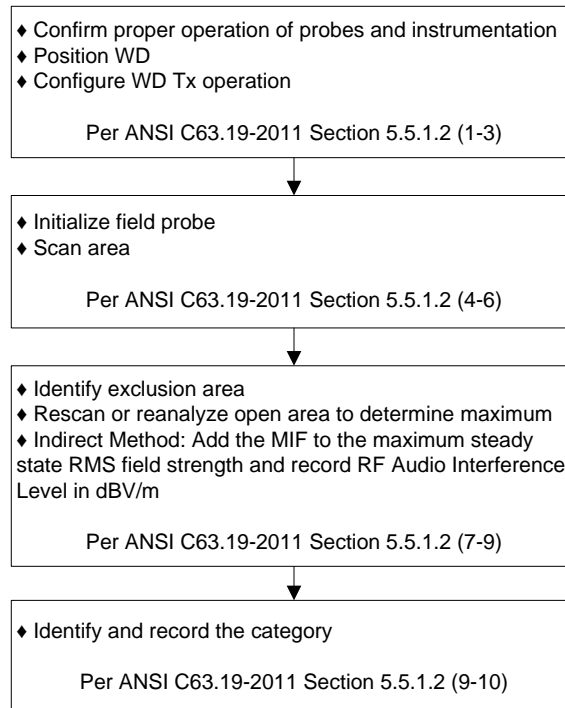 ♦ Confirm proper operation of probes and instrumentation
♦ Position WD
♦ Configure WD Tx operation
Per ANSI C63.19-2011 Section 5.5.1.2 (1-3)
♦ Initialize field probe
♦ Scan area
Per ANSI C63.19-2011 Section 5.5.1.2 (4-6)
♦ Identify exclusion area
♦ Rescan or reanalyze open area to determine maximum
♦ Indirect Method: Add the MIF to the maximum steady
state RMS field strength and record RF Audio Interference
Level in dBV/m
Per ANSI C63.19-2011 Section 5.5.1.2 (7-9)
♦ Identify and record the category
Per ANSI C63.19-2011 Section 5.5.1.2 (9-10)